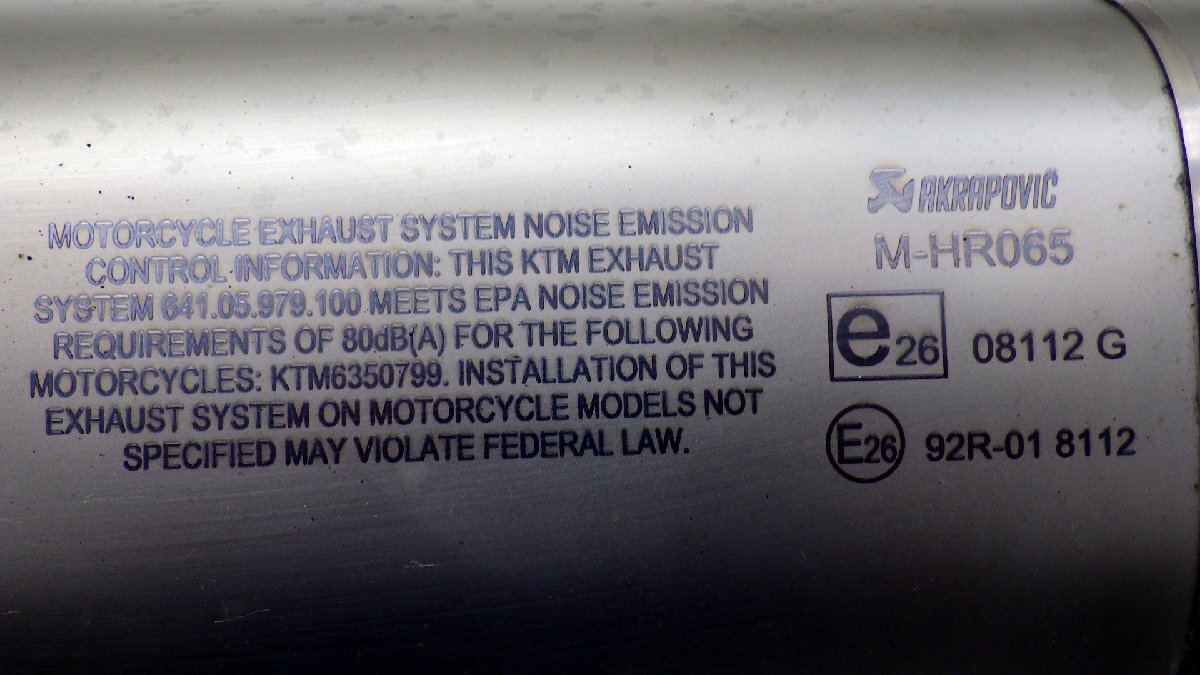 MOTORCYCLE EXHAUST SYSTEM NOISE EMISSION
CONTROL INFORMATION: THIS KTM EXHAUST
SYSTEM 641.05.979.100 MEETS EPA NOISE EMISSION
REQUIREMENTS OF 80dB(A) FOR THE FOLLOWING
MOTORCYCLES: KTM6350799. INSTALLATION OF THIS
EXHAUST SYSTEM ON MOTORCYCLE MODELS NOT
SPECIFIED MAY VIOLATE FEDERAL LAW.
AKRAPOVIČ
M-HR065
e26 08112 G
E26 92R-01 8112